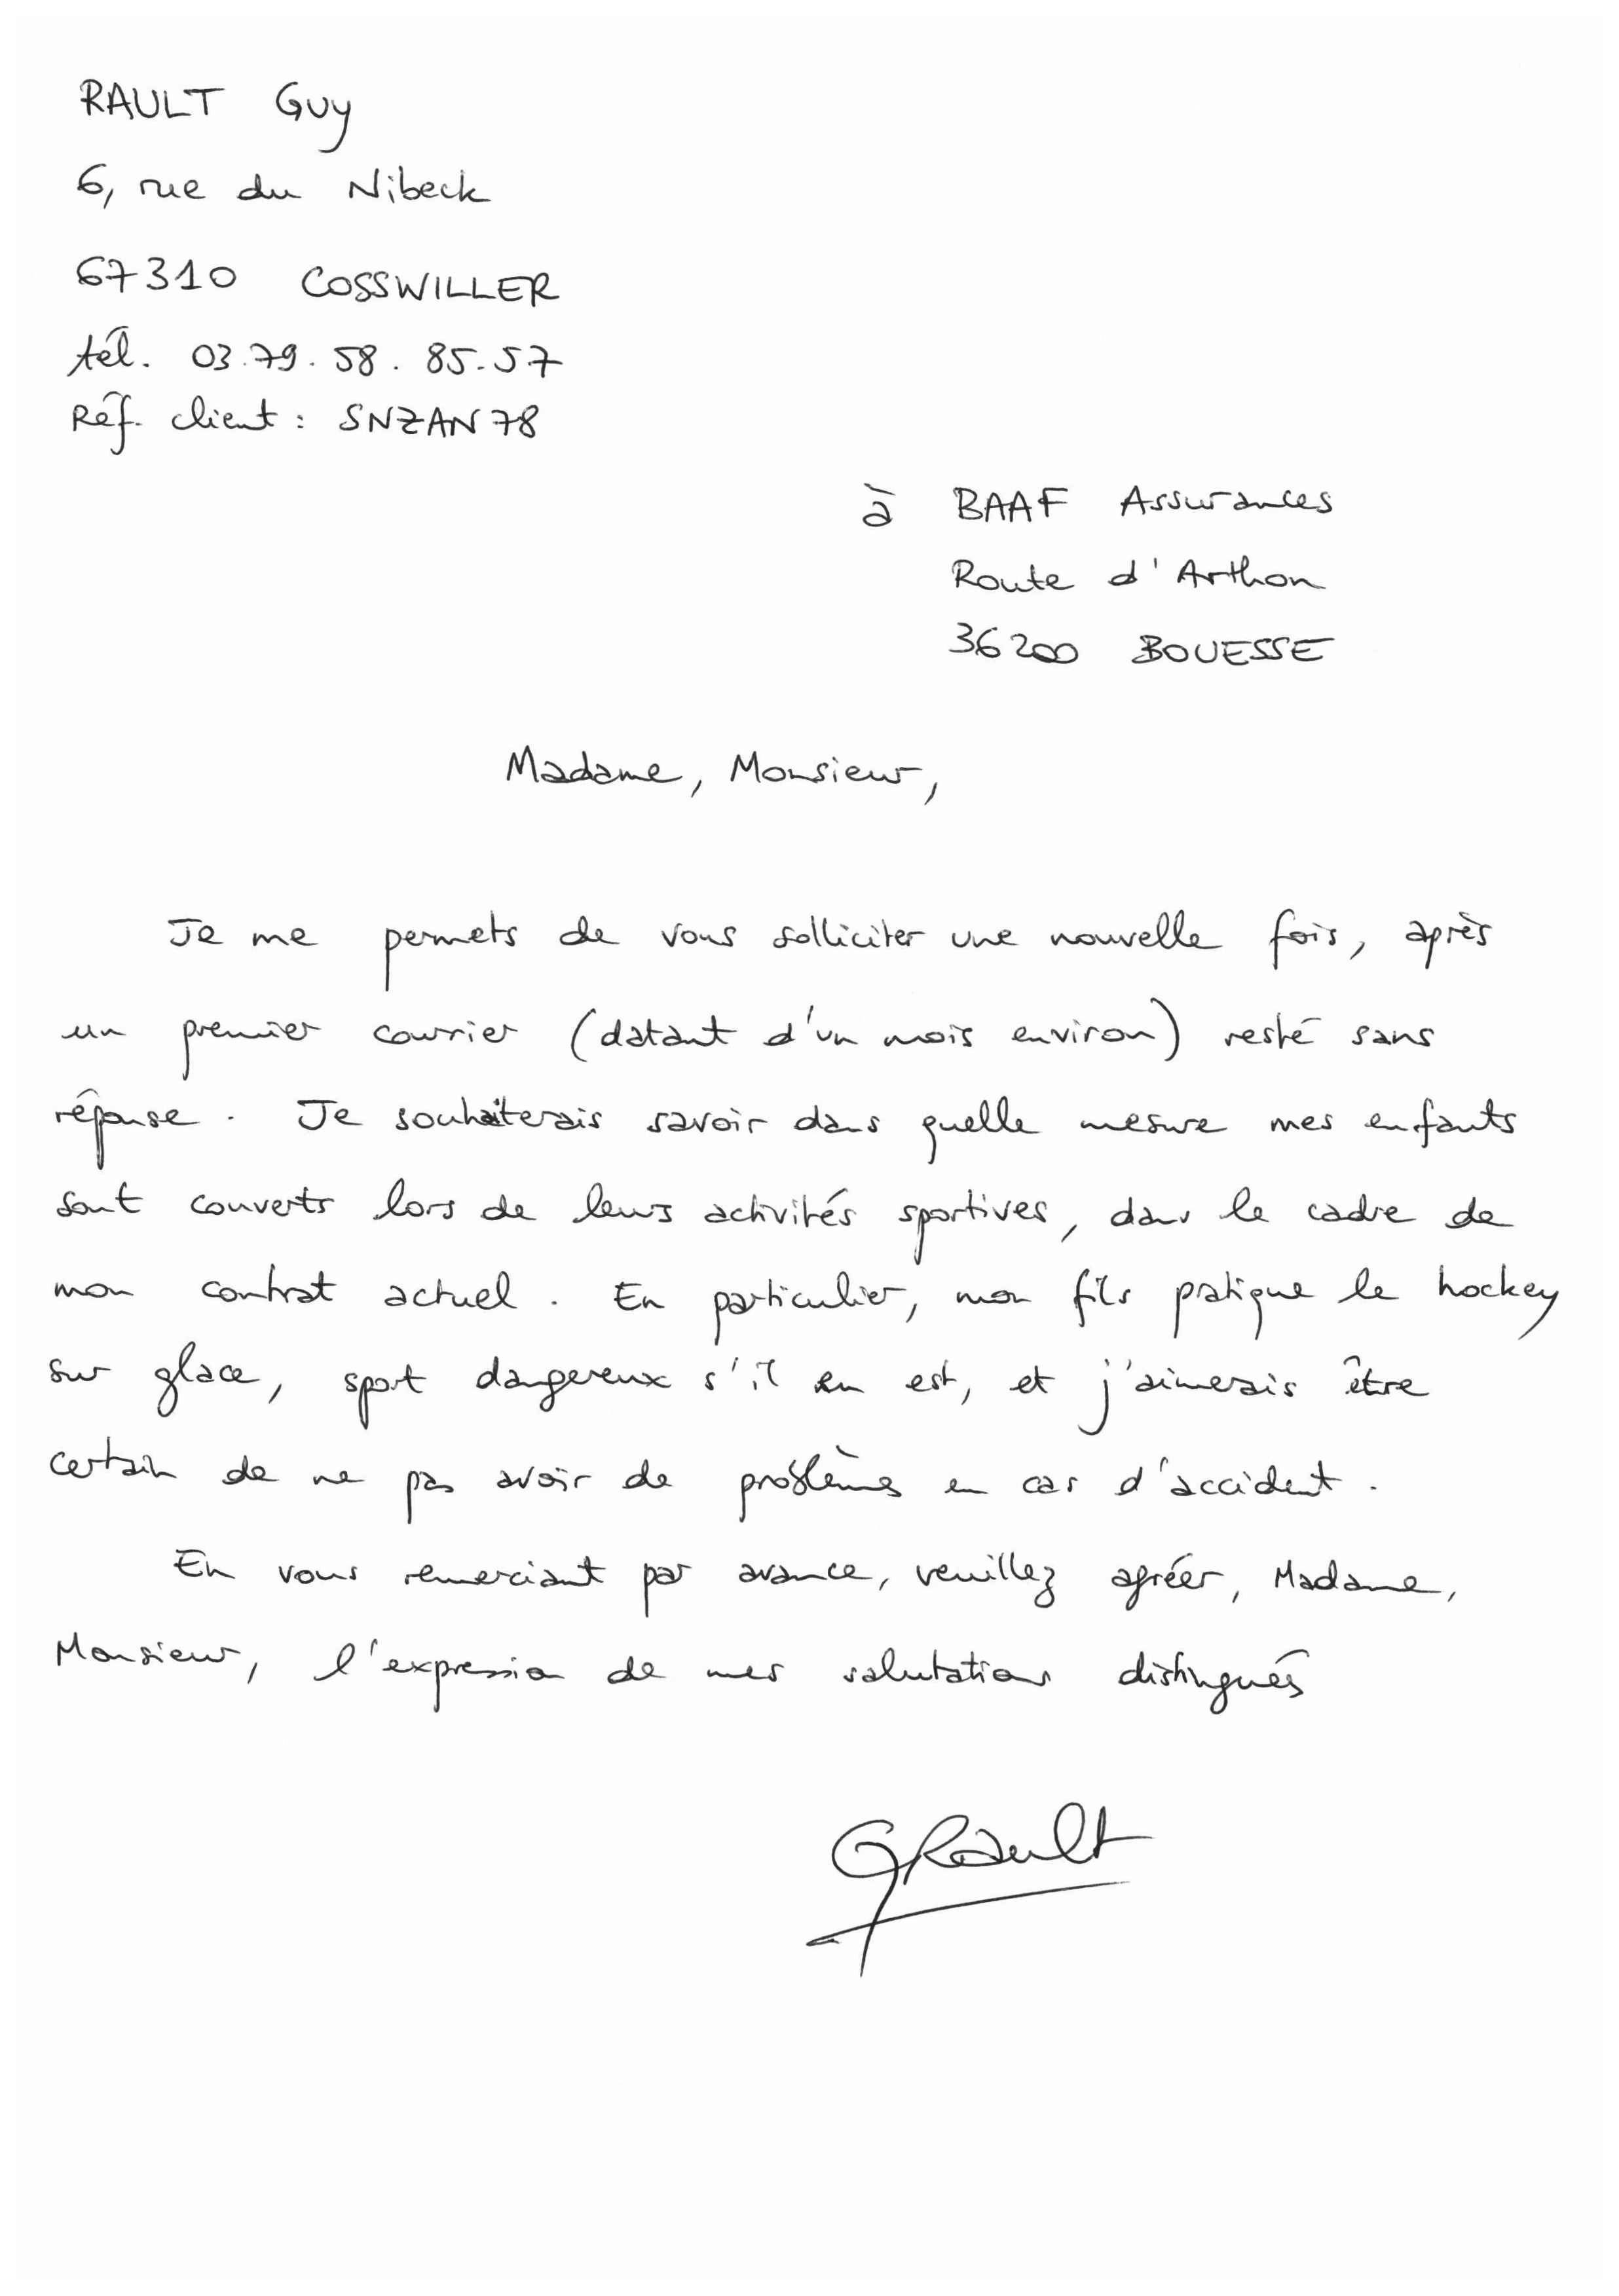 RAULT Guy
6, rue du Nibeck
67310 COSSWILLER
tél. 03.79.58.85.57
Réf. client : SNZAN78
à BAAF Assurances
Route d'Arthon
36200 BOUESSE
Madame, Monsieur,
Je me permets de vous solliciter une nouvelle fois, après
un premier courrier (datant d'un mois environ) resté sans
réponse. Je souhaiterais savoir dans quelle mesure mes enfants
sont couverts lors de leurs activités sportives, dans le cadre de
mon contrat actuel. En particulier, mon fils pratique le hockey
sur glace, sport dangereux s'il en est, et j'aimerais être
certain de ne pas avoir de problèmes en cas d'accident.
En vous remerciant par avance, veuillez agréer, Madame,
Monsieur, l'expression de mes salutations distingués
GRault